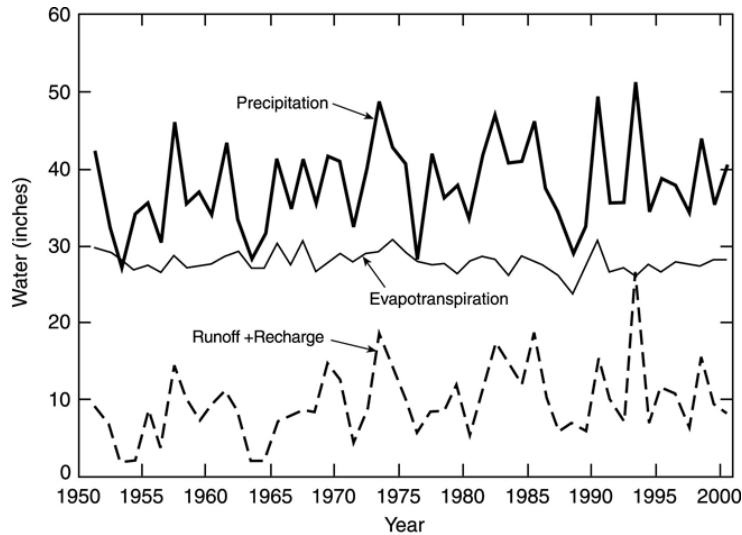 60
50
40
30
20
10
0
Water (inches)
Precipitation
Evapotranspiration
Runoff +Recharge
1950 1955 1960 1965 1970 1975 1980 1985 1990 1995 2000
Year